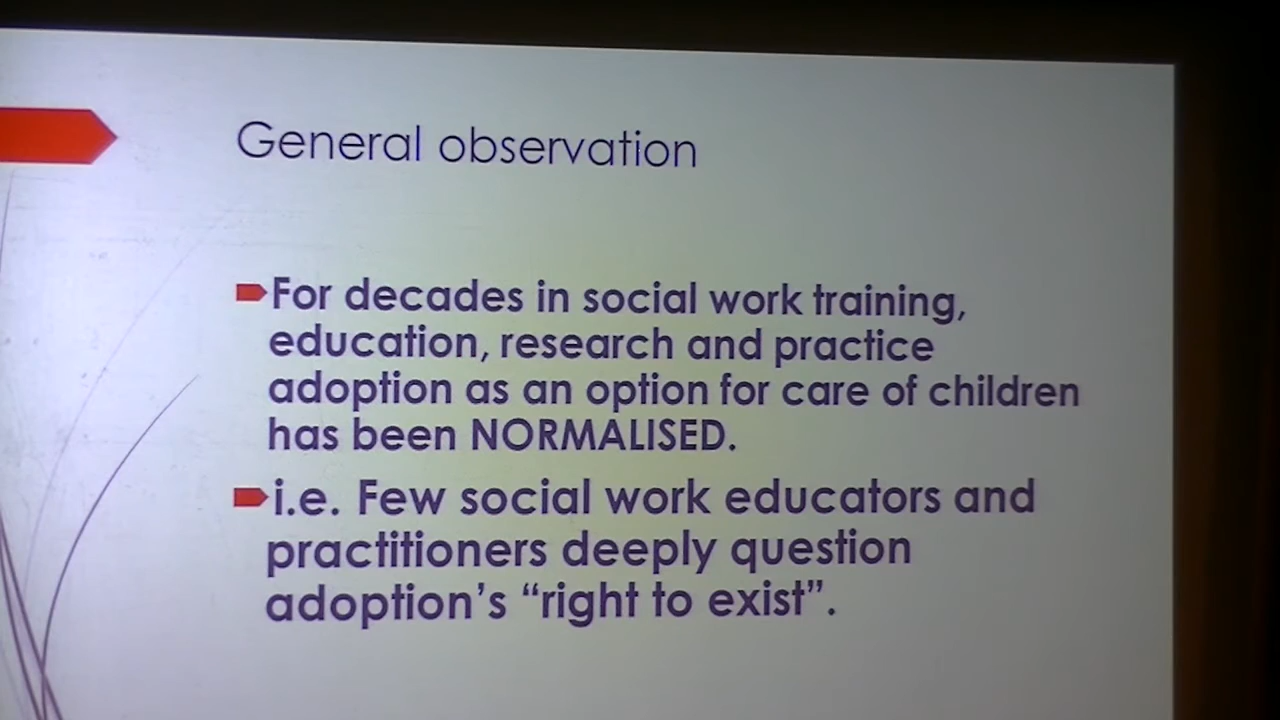 General observation
For decades in social work training,
education, research and practice
adoption as an option for care of children
has been NORMALISED.
i.e. Few social work educators and
practitioners deeply question
adoption’s “right to exist”.